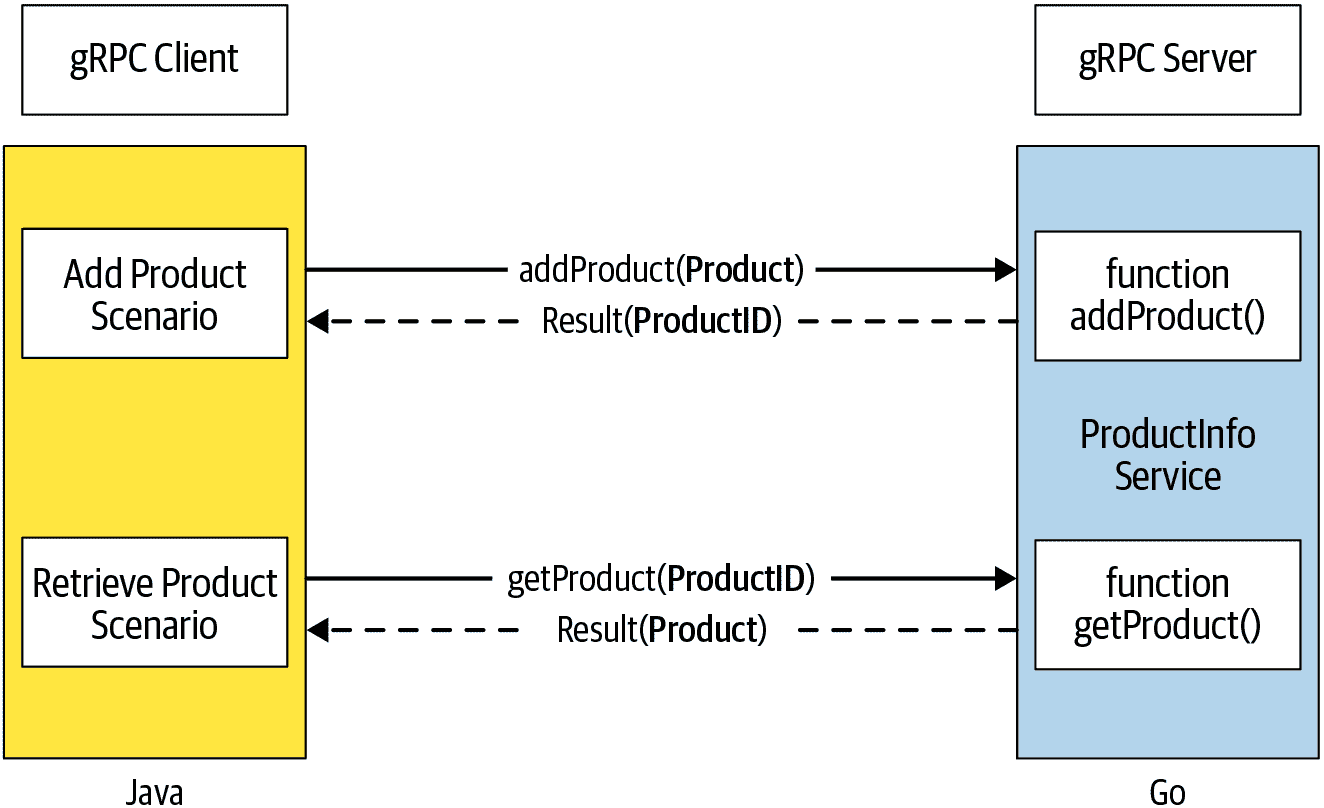 gRPC Client
gRPC Server
Add Product
Scenario
addProduct(Product)
Result(ProductID)
function
addProduct()
ProductInfo
Service
Retrieve Product
Scenario
getProduct(ProductID)
Result(Product)
function
getProduct()
Java
Go